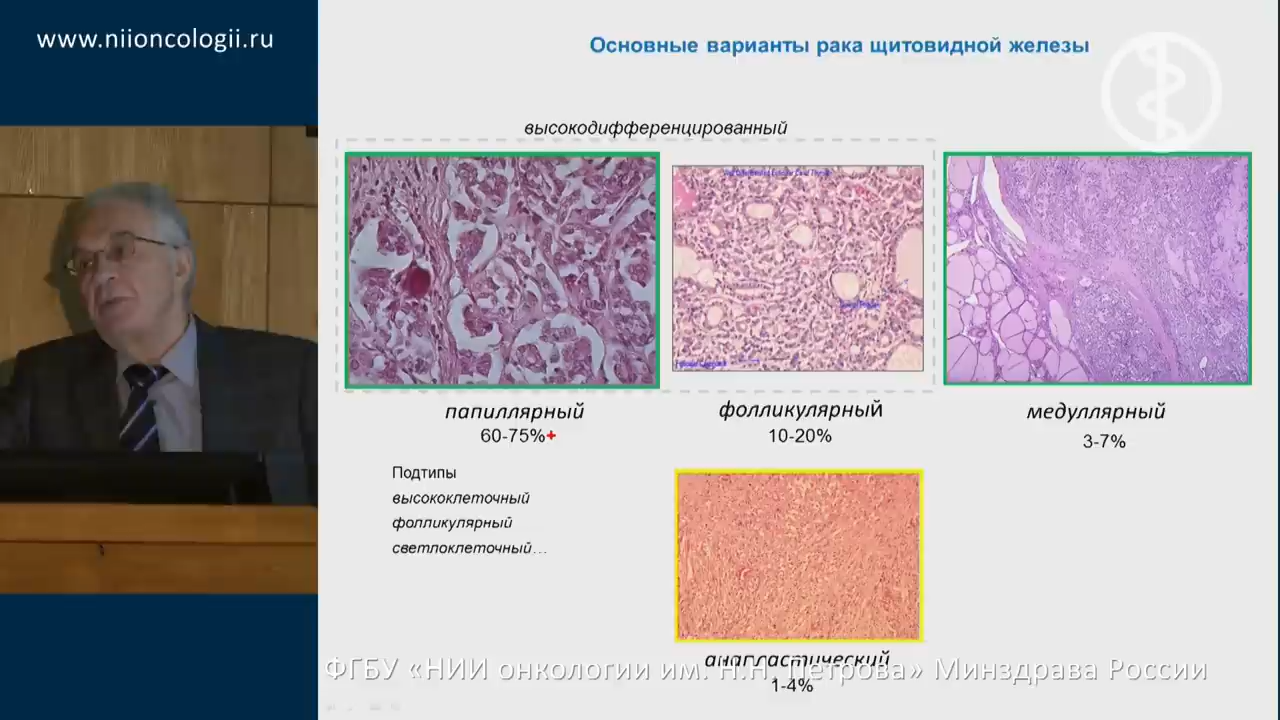 www.niioncologii.ru
Основные варианты рака щитовидной железы
высокодифференцированный
папиллярный
60-75%+
фолликулярный
10-20%
медуллярный
3-7%
Подтипы
высококлеточный
фолликулярный
светлоклеточный…
анапластический
1-4%
ФГБУ «НИИ онкологии им. Н.Н. Петрова» Минздрава России